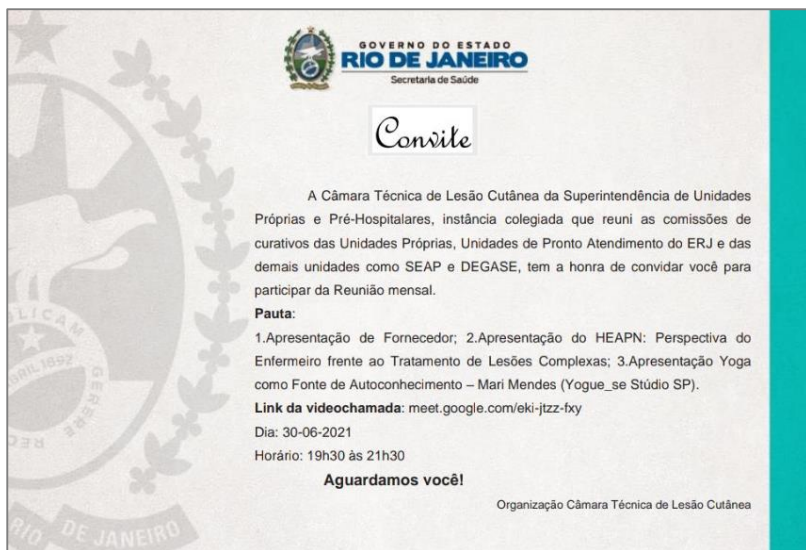 GOVERNO DO ESTADO
RIO DE JANEIRO
Secretaria de Saúde
Convite
A Câmara Técnica de Lesão Cutânea da Superintendência de Unidades
Próprias e Pré-Hospitalares, instância colegiada que reuni as comissões de
curativos das Unidades Próprias, Unidades de Pronto Atendimento do ERJ e das
demais unidades como SEAP e DEGASE, tem a honra de convidar você para
participar da Reunião mensal.
Pauta:
1.Apresentação de Fornecedor; 2.Apresentação do HEAPN: Perspectiva do
Enfermeiro frente ao Tratamento de Lesões Complexas; 3.Apresentação Yoga
como Fonte de Autoconhecimento – Mari Mendes (Yogue_se Stúdio SP).
Link da videochamada: meet.google.com/eki-jtzz-fxy
Dia: 30-06-2021
Horário: 19h30 às 21h30
Aguardamos você!
Organização Câmara Técnica de Lesão Cutânea
GERERE
RIO DE JANEIRO